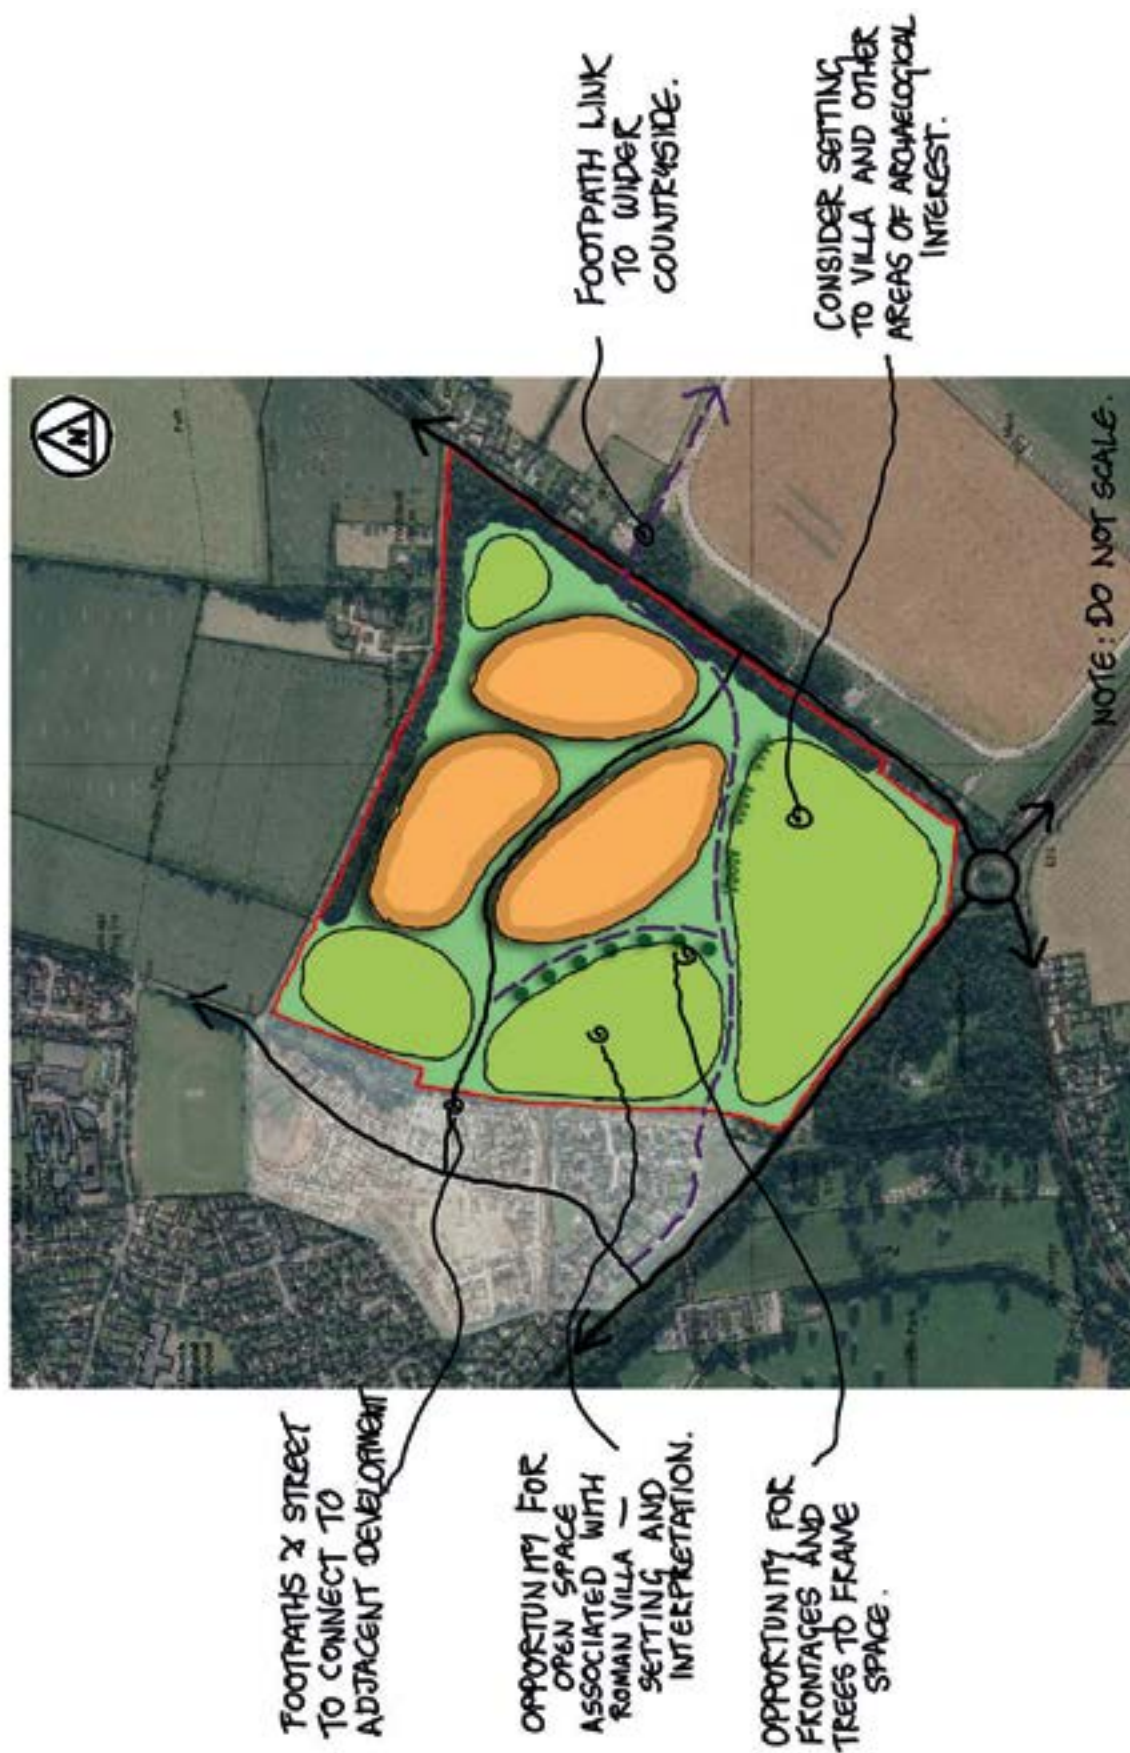 FOOTPATHS & STREET
TO CONNECT TO
ADJACENT DEVELOPMENT
OPPORTUNITY FOR
OPEN SPACE
ASSOCIATED WITH
ROMAN VILLA –
SETTING AND
INTERPRETATION.
OPPORTUNITY FOR
FRONTAGES AND
TREES TO FRAME
SPACE.
N
FOOTPATH LINK
TO WIDER
COUNTRYSIDE.
CONSIDER SETTING
TO VILLA AND OTHER
AREAS OF ARCHAELOGICAL
INTEREST.
NOTE: DO NOT SCALE.